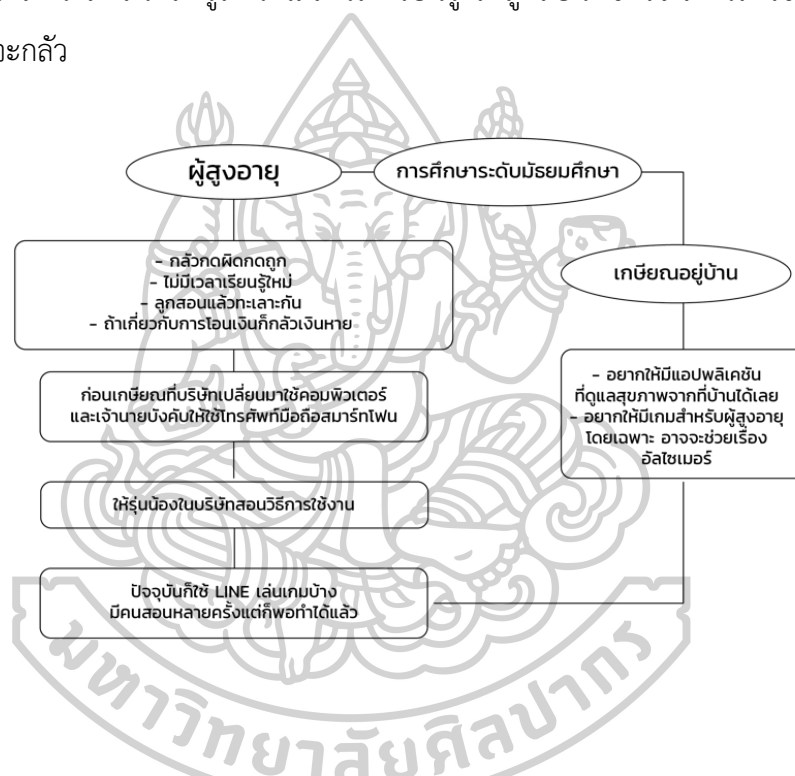 ะกลัว
ผู้สูงอายุ
การศึกษาระดับมัธยมศึกษา
- กลัวกดผิดกดถูก
- ไม่มีเวลาเรียนรู้ใหม่
- ลูกสอนแล้วทะเลาะกัน
- ถ้าเกี่ยวกับการโอนเงินก็กลัวเงินหาย
เกษียณอยู่บ้าน
ก่อนเกษียณที่บริษัทเปลี่ยนมาใช้คอมพิวเตอร์
และเจ้านายบังคับให้ใช้โทรศัพท์มือถือสมาร์ทโฟน
- อยากให้มีแอปพลิเคชัน
ที่ดูแลสุขภาพจากที่บ้านได้เลย
- อยากให้มีเกมสำหรับผู้สูงอายุ
โดยเฉพาะ อาจจะช่วยเรื่อง
อัลไซเมอร์
ให้รุ่นน้องในบริษัทสอนวิธีการใช้งาน
ปัจจุบันก็ใช้ LINE เล่นเกมบ้าง
มีคนสอนหลายครั้งแต่ก็พอทำได้แล้ว
มหาวิทยาลัยศิลปากร